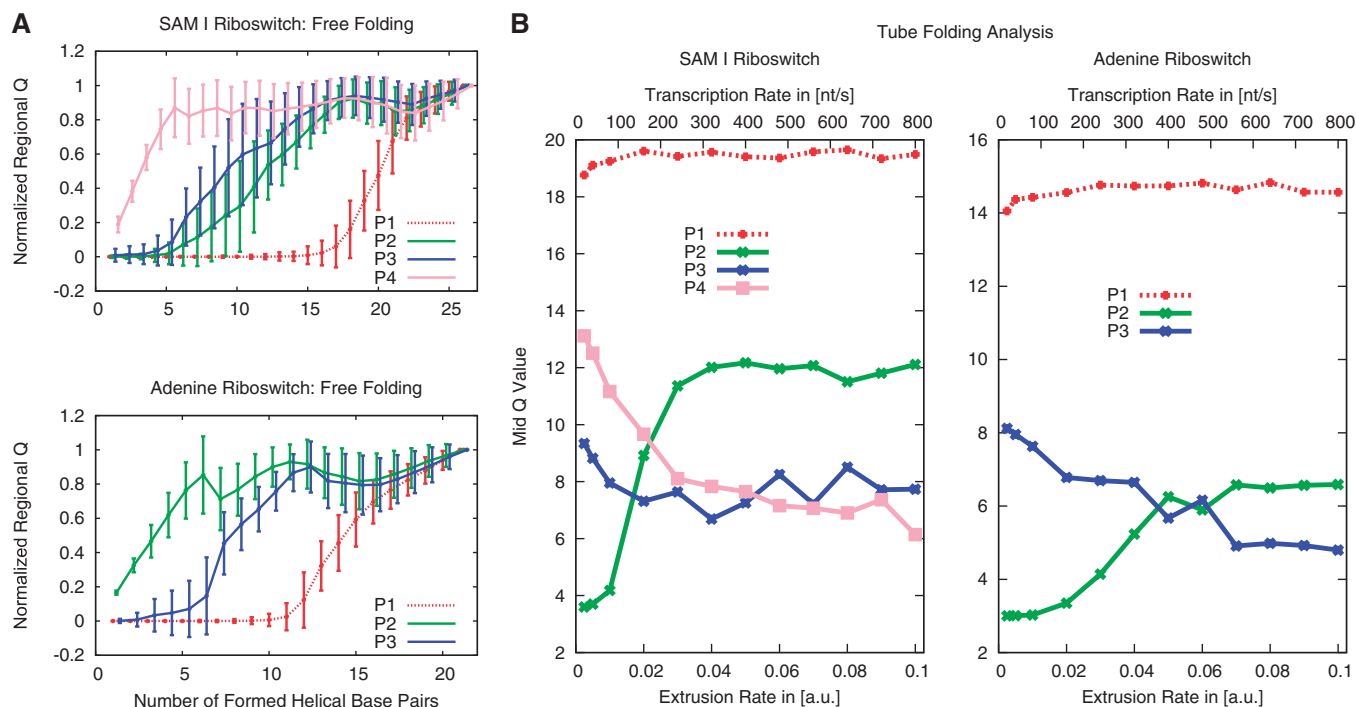 A
SAM I Riboswitch: Free Folding
Normalized Regional Q
1.2
1
0.8
0.6
0.4
0.2
0
-0.2
P1
P2
P3
P4
0 5 10 15 20 25
Adenine Riboswitch: Free Folding
Normalized Regional Q
1.2
1
0.8
0.6
0.4
0.2
0
-0.2
P1
P2
P3
0 5 10 15 20
Number of Formed Helical Base Pairs
B
Tube Folding Analysis
SAM I Riboswitch
Transcription Rate in [nt/s]
0 100 200 300 400 500 600 700 800
Mid Q Value
20
18
16
14
12
10
8
6
4
2
P1
P2
P3
P4
0 0.02 0.04 0.06 0.08 0.1
Extrusion Rate in [a.u.]
Adenine Riboswitch
Transcription Rate in [nt/s]
0 100 200 300 400 500 600 700 800
16
14
12
10
8
6
4
2
P1
P2
P3
0 0.02 0.04 0.06 0.08 0.1
Extrusion Rate in [a.u.]